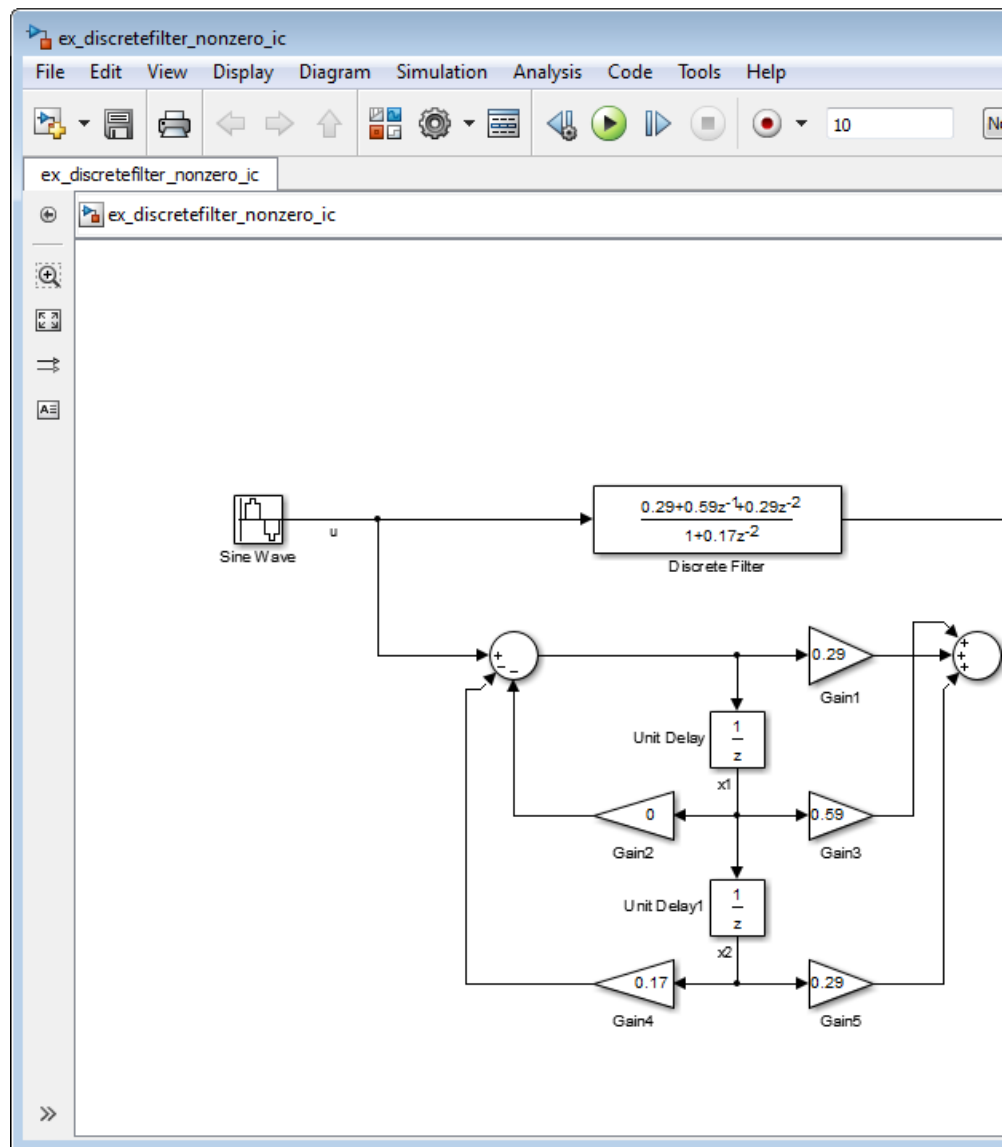 ex_discretefilter_nonzero_ic
File Edit View Display Diagram Simulation Analysis Code Tools Help
10
ex_discretefilter_nonzero_ic
ex_discretefilter_nonzero_ic
0.29+0.59z^-1+0.29z^-2
1+0.17z^-2
u
Sine Wave
Discrete Filter
+
−
−
0.29
+
+
+
Gain1
Unit Delay
1
z
x1
0
0.59
Gain2
Gain3
Unit Delay1
1
z
x2
0.17
0.29
Gain4
Gain5